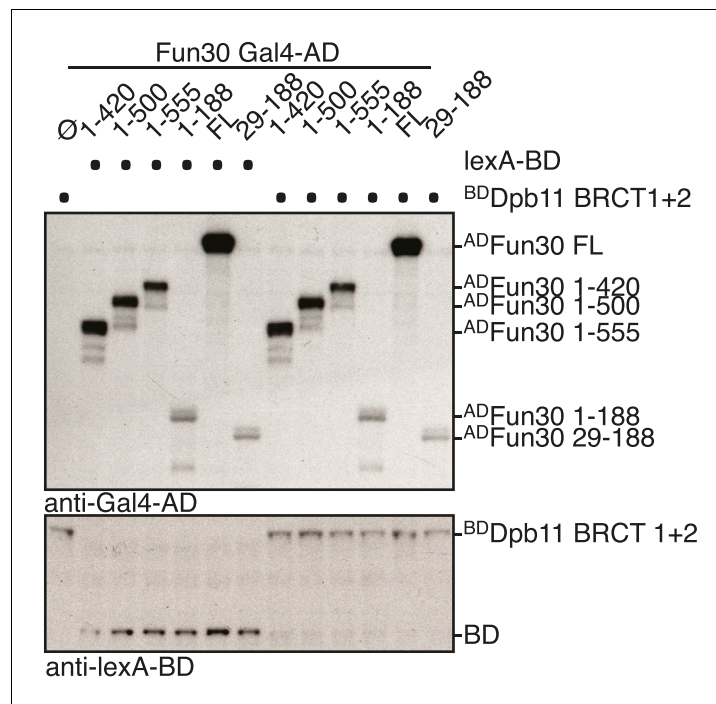 Fun30 Gal4-AD
Ø 1-420 1-500 1-555 1-188 FL 29-188 1-420 1-500 1-555 1-188 FL 29-188
lexA-BD
BDDpb11 BRCT1+2
ADFun30 FL
ADFun30 1-420
ADFun30 1-500
ADFun30 1-555
ADFun30 1-188
ADFun30 29-188
anti-Gal4-AD
BDDpb11 BRCT 1+2
BD
anti-lexA-BD